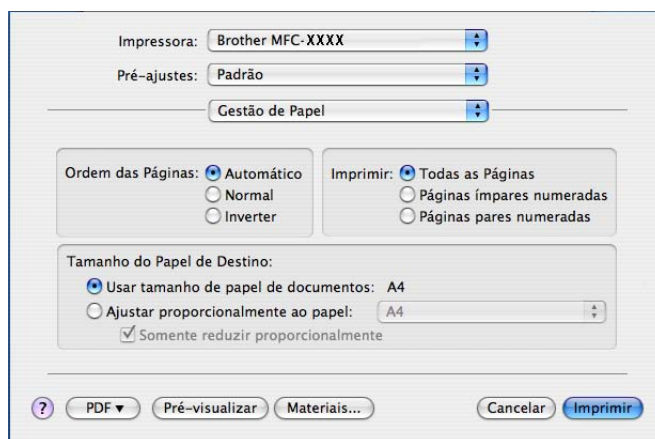 Impressora: Brother MFC-XXXX
Pré-ajustes: Padrão
Gestão de Papel
Ordem das Páginas: Automático
Normal
Inverter
Imprimir: Todas as Páginas
Páginas ímpares numeradas
Páginas pares numeradas
Tamanho do Papel de Destino:
Usar tamanho de papel de documentos: A4
Ajustar proporcionalmente ao papel: A4
Somente reduzir proporcionalmente
? PDF Pré-visualizar Materiais... Cancelar Imprimir